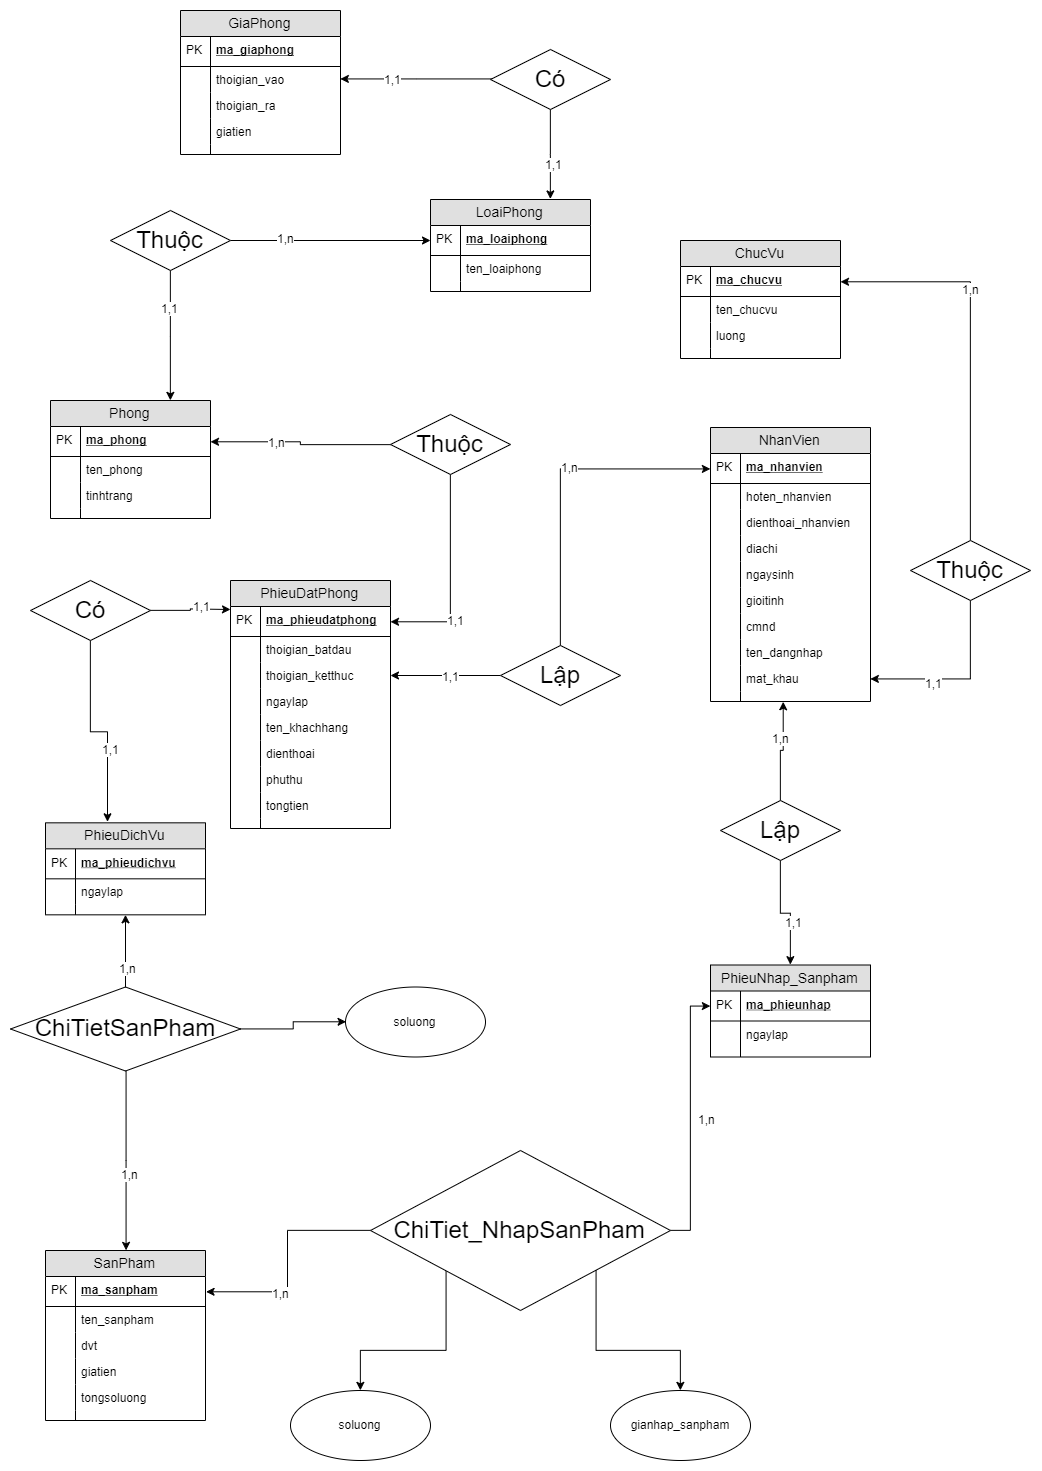 GiaPhong
PK ma_giaphong
thoigian_vao
thoigian_ra
giatien
Có
1,1
1,1
LoaiPhong
PK ma_loaiphong
ten_loaiphong
Thuộc
1,n
1,1
ChucVu
PK ma_chucvu
ten_chucvu
luong
1,n
Phong
PK ma_phong
ten_phong
tinhtrang
Thuộc
1,n
1,1
NhanVien
PK ma_nhanvien
hoten_nhanvien
dienthoai_nhanvien
diachi
ngaysinh
gioitinh
cmnd
ten_dangnhap
mat_khau
1,n
Thuộc
1,1
Có
1,1
1,1
PhieuDatPhong
PK ma_phieudatphong
thoigian_batdau
thoigian_ketthuc
ngaylap
ten_khachhang
dienthoai
phuthu
tongtien
Lập
1,1
1,n
Lập
1,1
PhieuDichVu
PK ma_phieudichvu
ngaylap
1,n
ChiTietSanPham
soluong
1,n
PhieuNhap_Sanpham
PK ma_phieunhap
ngaylap
1,n
ChiTiet_NhapSanPham
1,n
SanPham
PK ma_sanpham
ten_sanpham
dvt
giatien
tongsoluong
soluong
gianhap_sanpham